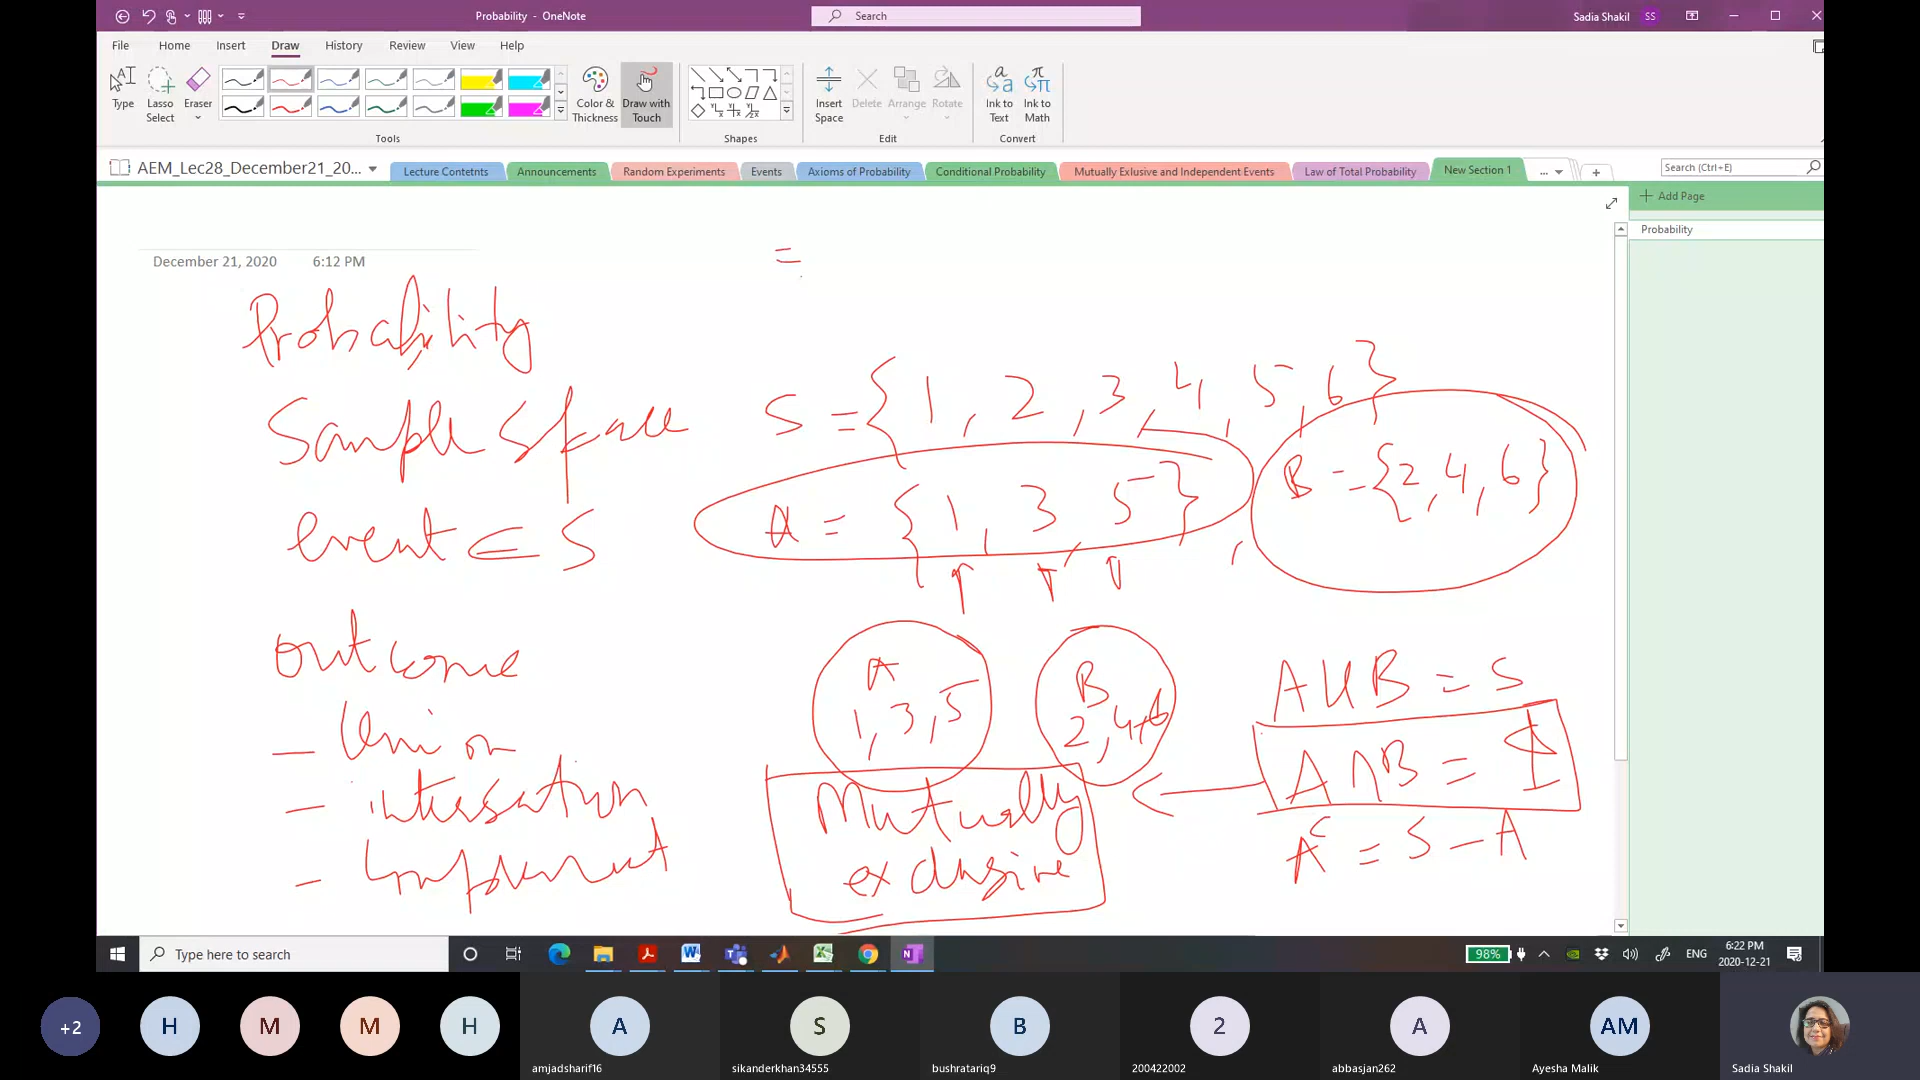 Probability - OneNote
Search
Sadia Shakil
SS
File Home Insert Draw History Review View Help
Type
Lasso Select
Eraser
Color & Thickness
Draw with Touch
Insert Space
Delete
Arrange
Rotate
Ink to Text
Ink to Math
Tools
Shapes
Edit
Convert
AEM_Lec28_December21_20...
Lecture Contetnts
Announcements
Random Experiments
Events
Axioms of Probability
Conditional Probability
Mutually Exlusive and Independent Events
Law of Total Probability
New Section 1
...
Search (Ctrl+E)
Add Page
Probability
December 21, 2020 6:12 PM
=
Probability
Sample Space S = {1, 2, 3, 4, 5, 6}
event ⊂ S A = {1, 3, 5}, B = {2, 4, 6}
outcome
A
1, 3, 5
B
2, 4, 6
A ∪ B = S
- Union
A ∩ B = Φ
- intersation
Mutually
exclusive
A^c = S - A
- Complement
Type here to search
98%
ENG
6:22 PM
2020-12-21
+2
H
M
M
H
A
S
B
2
A
AM
amjadsharif16
sikanderkhan34555
bushratariq9
200422002
abbasjan262
Ayesha Malik
Sadia Shakil